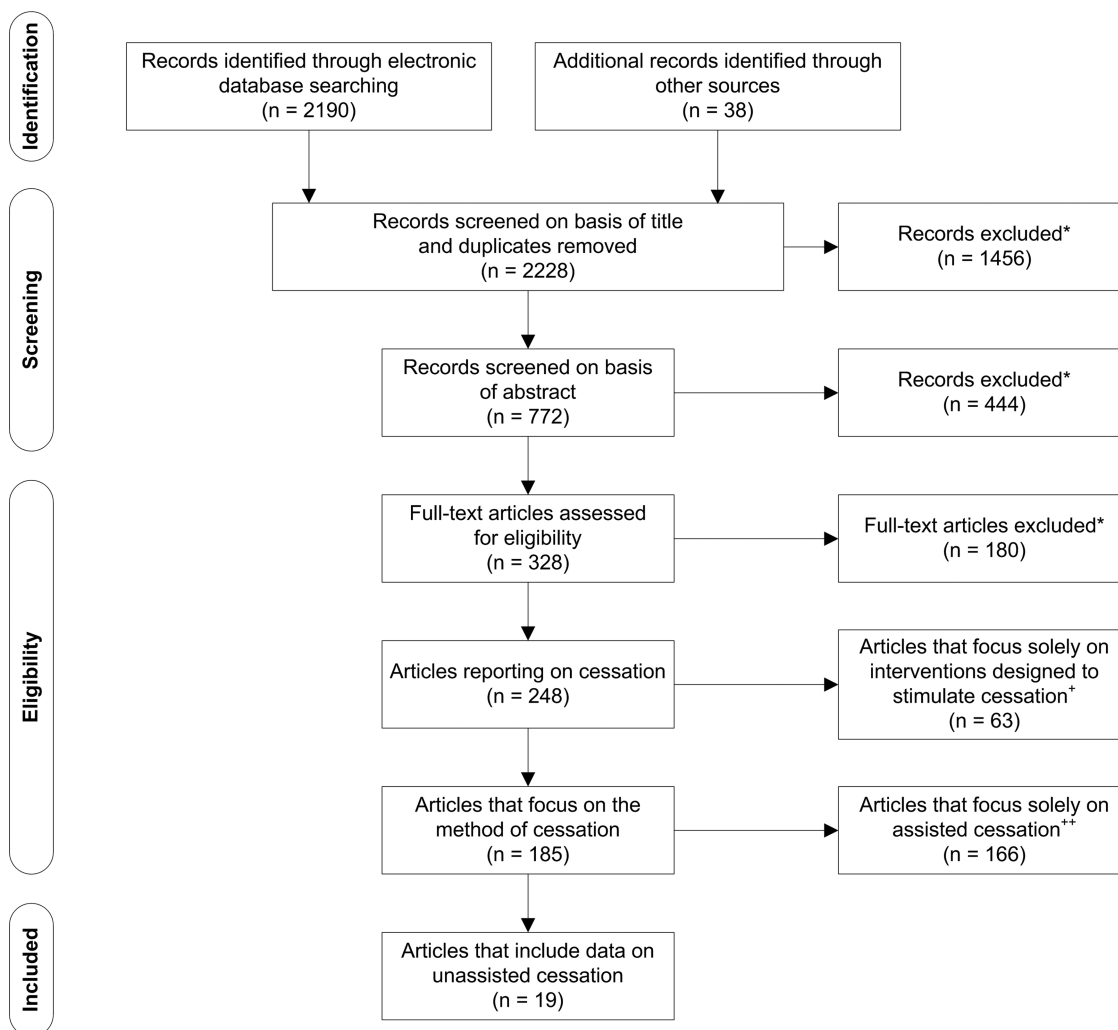 Identification
Records identified through electronic
database searching
(n = 2190)
Additional records identified through
other sources
(n = 38)
Screening
Records screened on basis of title
and duplicates removed
(n = 2228)
Records excluded*
(n = 1456)
Records screened on basis
of abstract
(n = 772)
Records excluded*
(n = 444)
Eligibility
Full-text articles assessed
for eligibility
(n = 328)
Full-text articles excluded*
(n = 180)
Articles reporting on cessation
(n = 248)
Articles that focus solely on
interventions designed to
stimulate cessation+
(n = 63)
Articles that focus on the
method of cessation
(n = 185)
Articles that focus solely on
assisted cessation++
(n = 166)
Included
Articles that include data on
unassisted cessation
(n = 19)